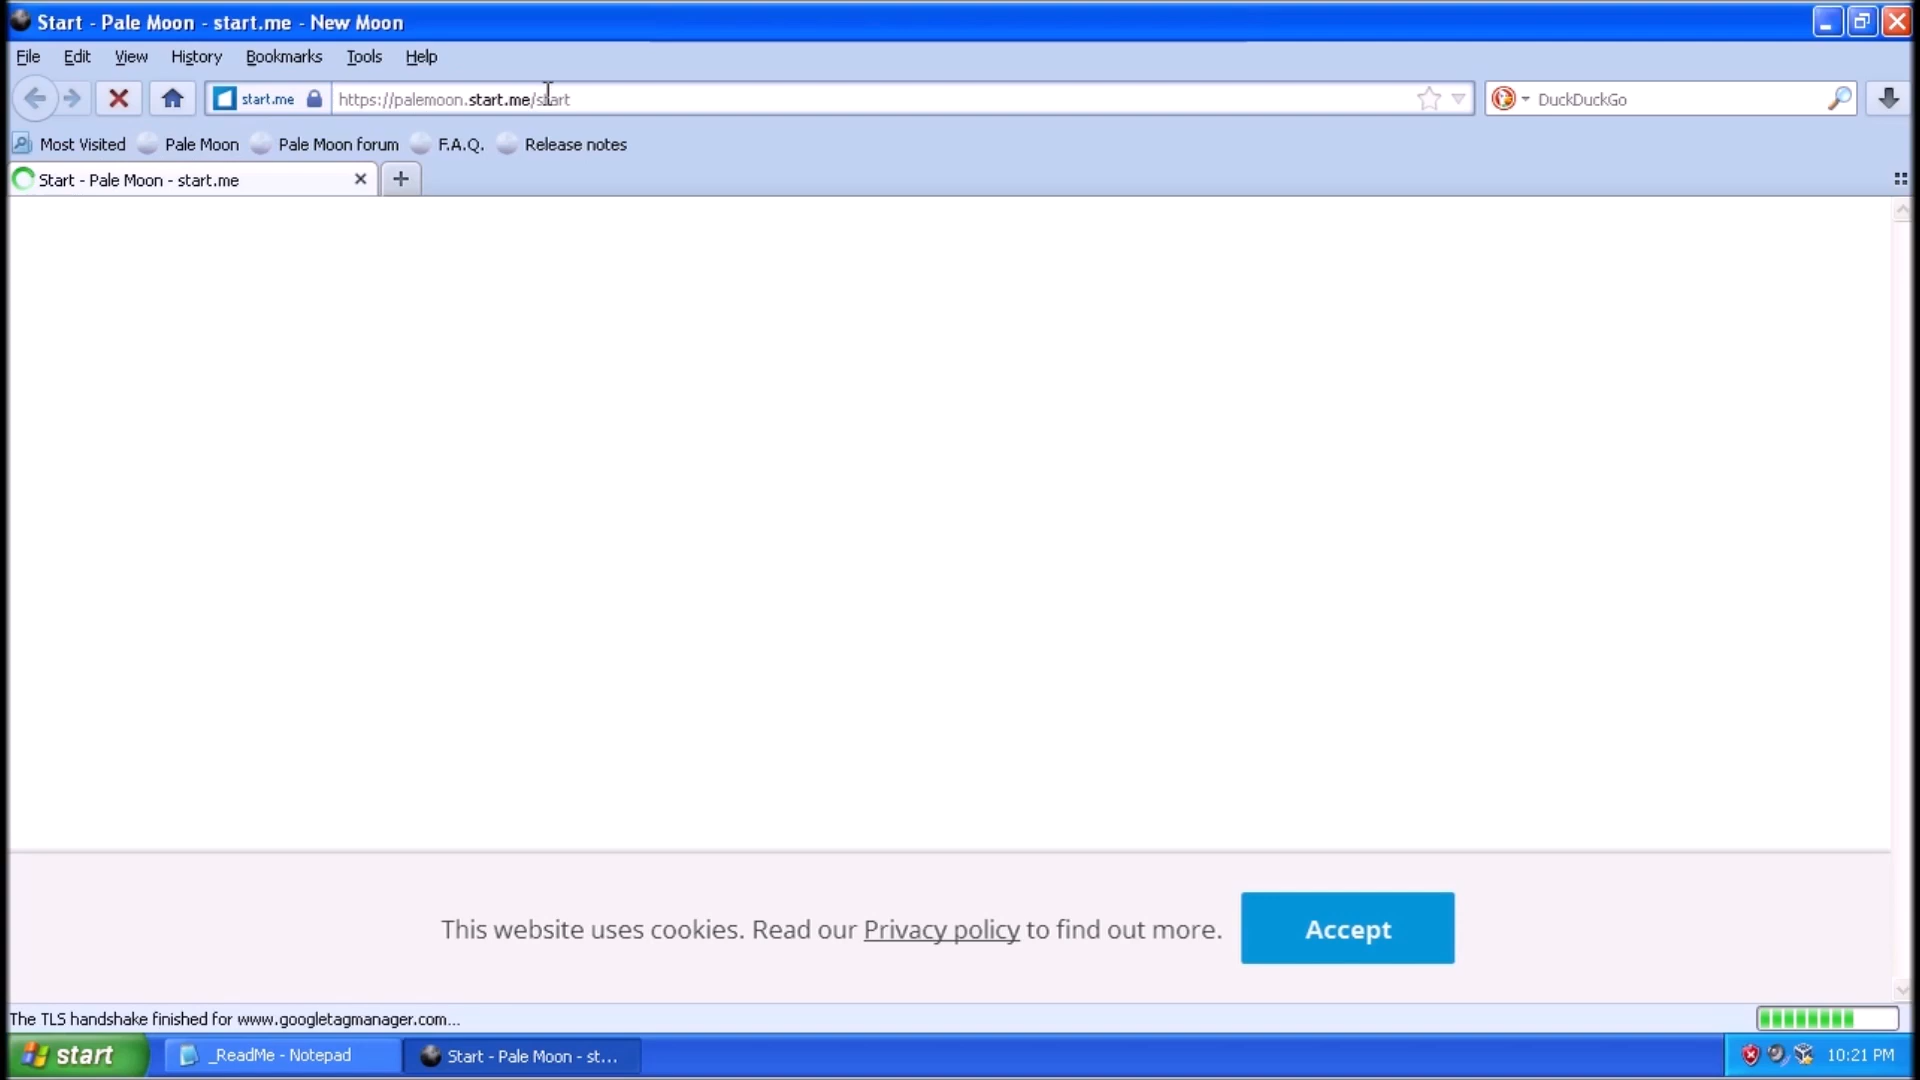 Start - Pale Moon - start.me - New Moon
File Edit View History Bookmarks Tools Help
start.me https://palemoon.start.me/start DuckDuckGo
Most Visited Pale Moon Pale Moon forum F.A.Q. Release notes
Start - Pale Moon - start.me
This website uses cookies. Read our Privacy policy to find out more. Accept
The TLS handshake finished for www.googletagmanager.com...
start _ReadMe - Notepad Start - Pale Moon - st... 10:21 PM